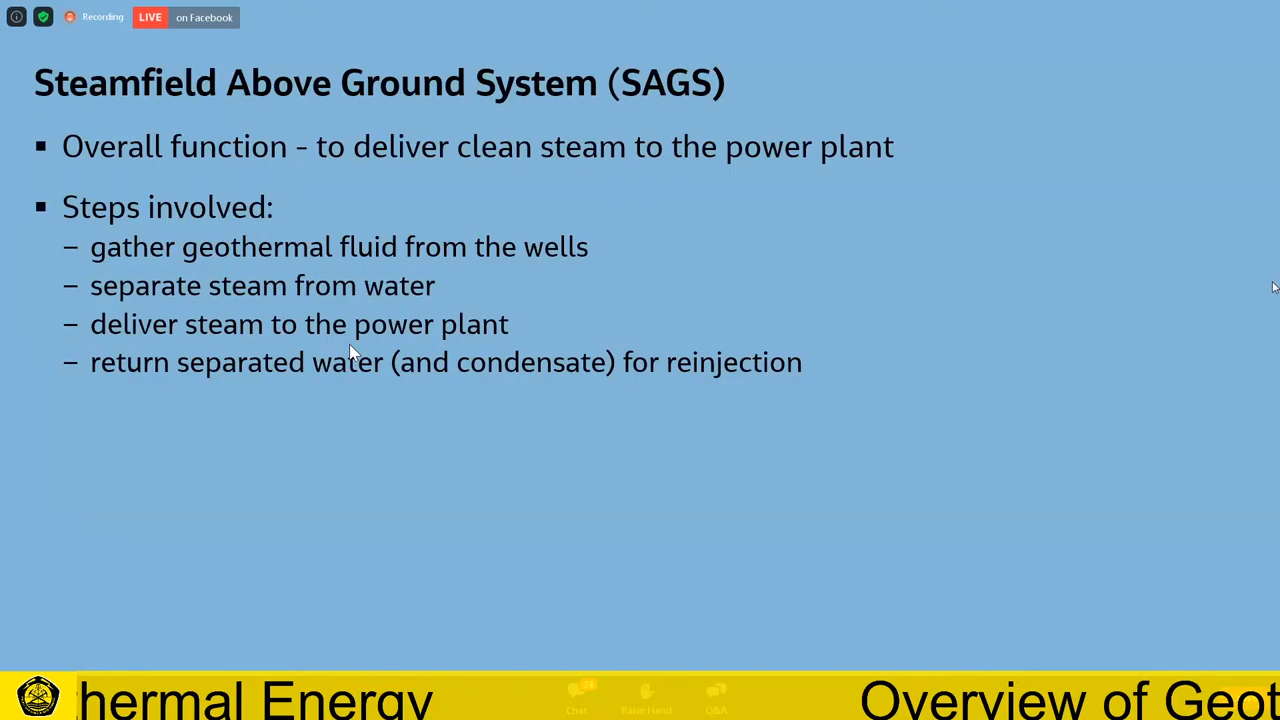 Recording LIVE on Facebook
Steamfield Above Ground System (SAGS)
▪ Overall function - to deliver clean steam to the power plant
▪ Steps involved:
– gather geothermal fluid from the wells
– separate steam from water
– deliver steam to the power plant
– return separated water (and condensate) for reinjection
hermal Energy Overview of Geot
Chat Raise Hand Q&A